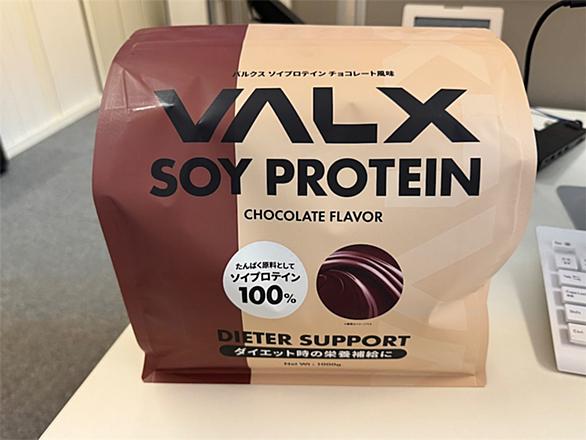 バルクス ソイプロテイン チョコレート風味
VALX
SOY PROTEIN
CHOCOLATE FLAVOR
たんぱく原料として
ソイプロテイン
100%
DIETER SUPPORT
ダイエット時の栄養補給に
Net Wt : 1000g